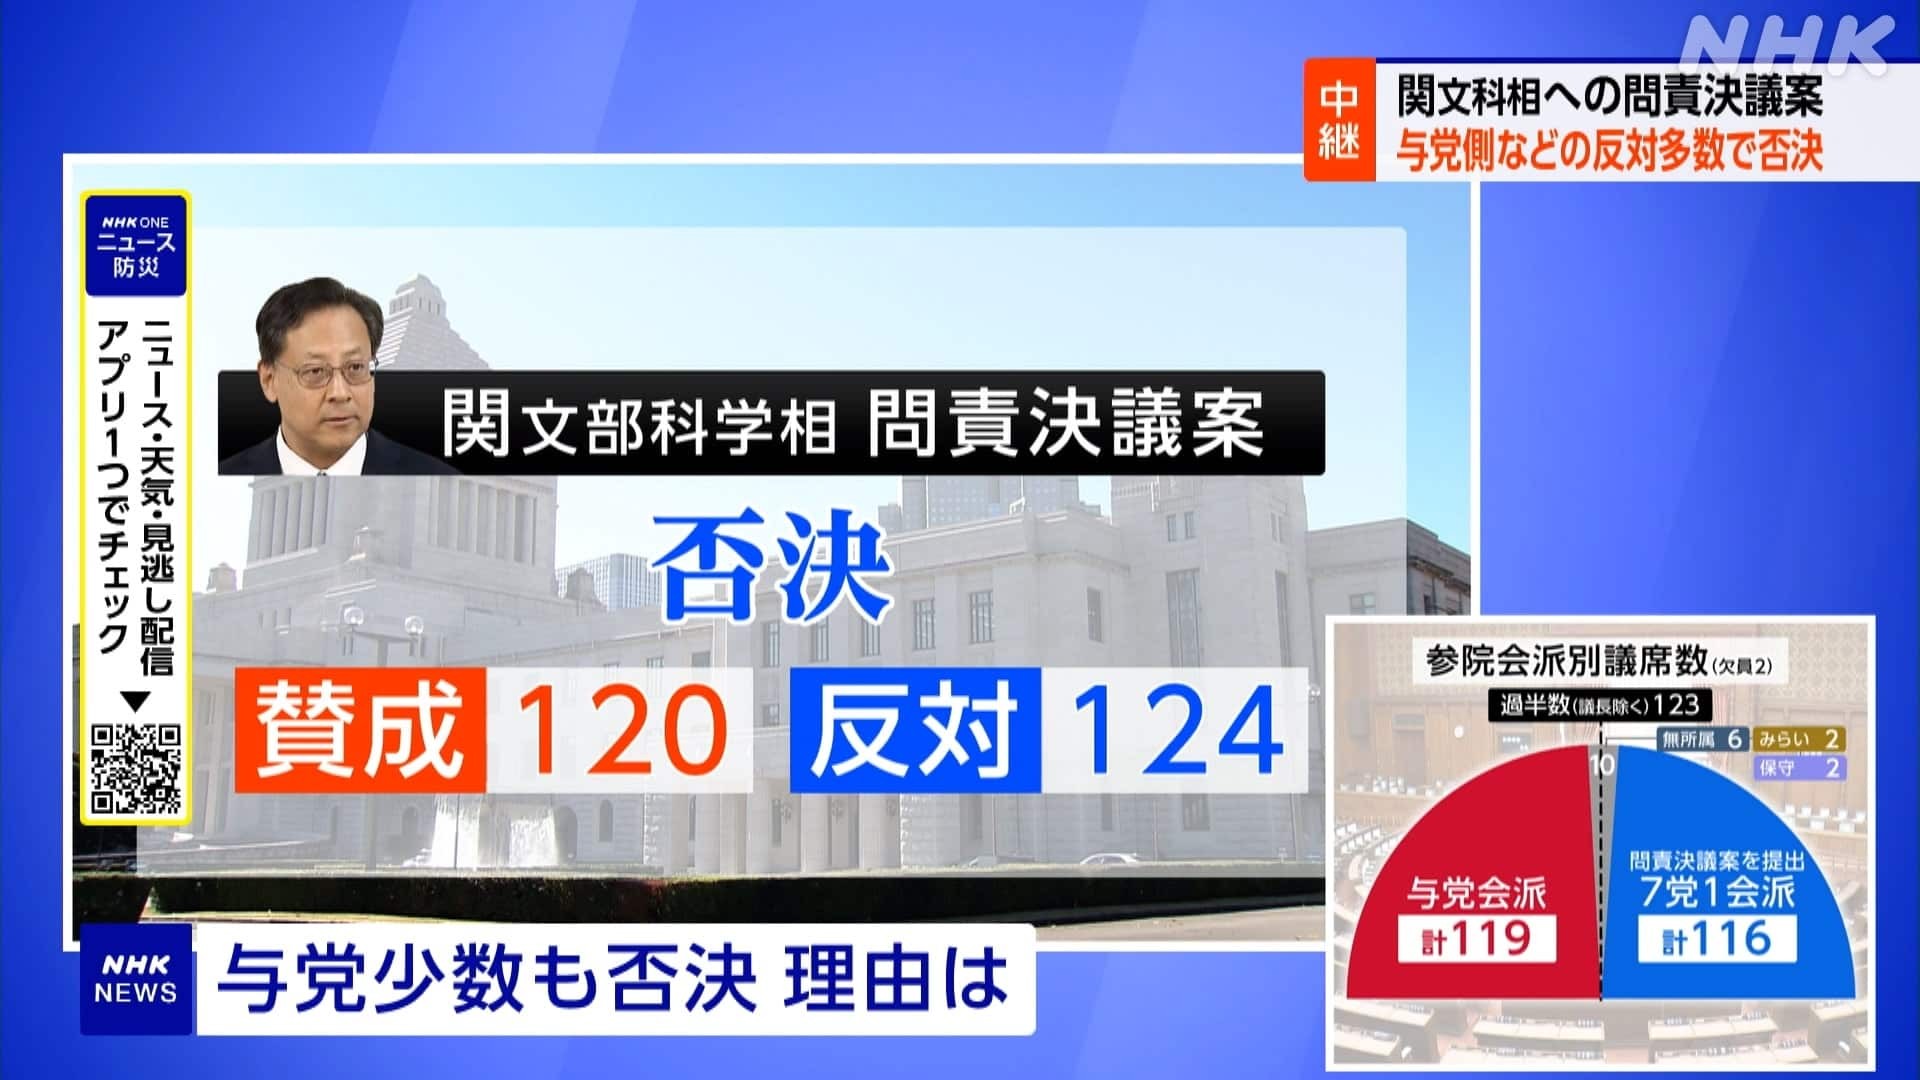 NHK
中継
関文科相への問責決議案
与党側などの反対多数で否決
NHK ONE
ニュース
防災
ニュース・天気・見逃し配信
アプリ1つでチェック
▼
関文部科学相 問責決議案
否決
賛成 120 反対 124
参院会派別議席数(欠員2)
過半数(議長除く)123
無所属 6 みらい 2
保守 2
10
問責決議案を提出
与党会派 7党1会派
計119 計116
NHK
NEWS
与党少数も否決 理由は